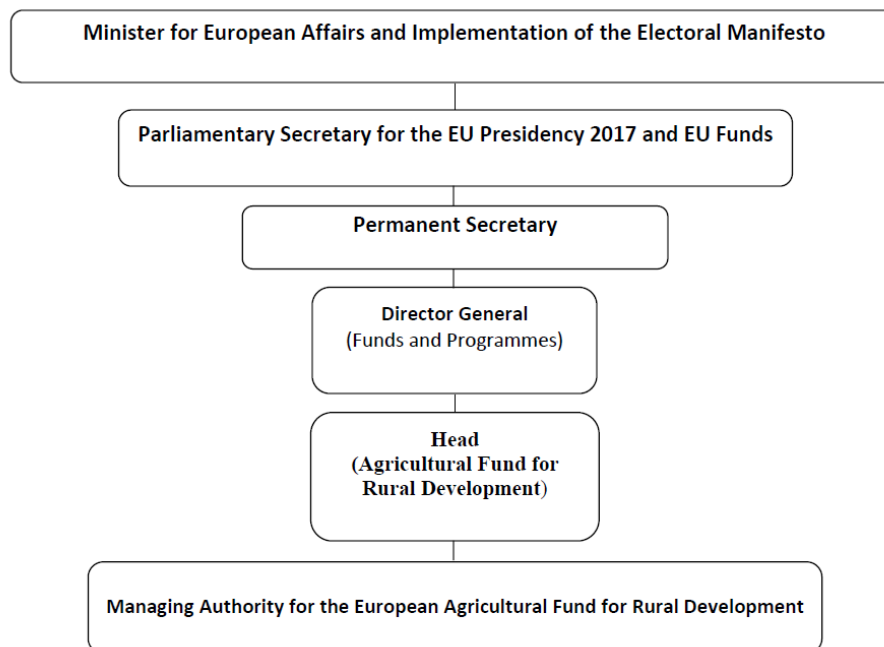 Minister for European Affairs and Implementation of the Electoral Manifesto
Parliamentary Secretary for the EU Presidency 2017 and EU Funds
Permanent Secretary
Director General
(Funds and Programmes)
Head
(Agricultural Fund for
Rural Development)
Managing Authority for the European Agricultural Fund for Rural Development